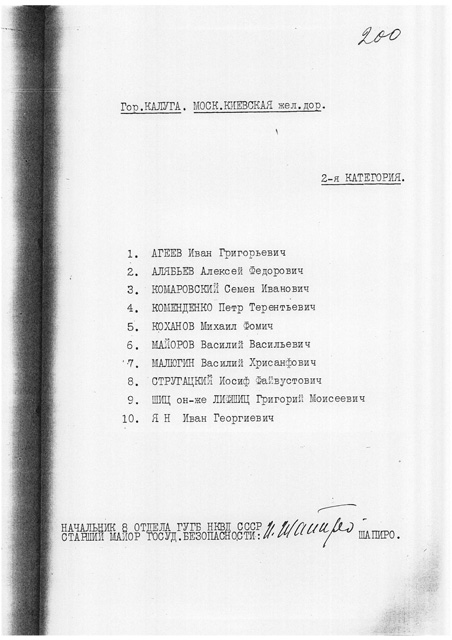 200
Гор.КАЛУГА. МОСК.КИЕВСКАЯ жел.дор.
2-я КАТЕГОРИЯ.
1. АГЕЕВ Иван Григорьевич
2. АЛЯБЬЕВ Алексей Федорович
3. КОМАРОВСКИЙ Семен Иванович
4. КОМЕНДЕНКО Петр Терентьевич
5. КОХАНОВ Михаил Фомич
6. МАЙОРОВ Василий Васильевич
7. МАЛЮГИН Василий Хрисанфович
8. СТРУГАЦКИЙ Иосиф Файвустович
9. ШИЦ он-же ЛИФШИЦ Григорий Моисеевич
10. Я Н Иван Георгиевич
НАЧАЛЬНИК 8 ОТДЕЛА ГУГБ НКВД СССР
СТАРШИЙ МАЙОР ГОСУД.БЕЗОПАСНОСТИ: И. Шапиро ШАПИРО.